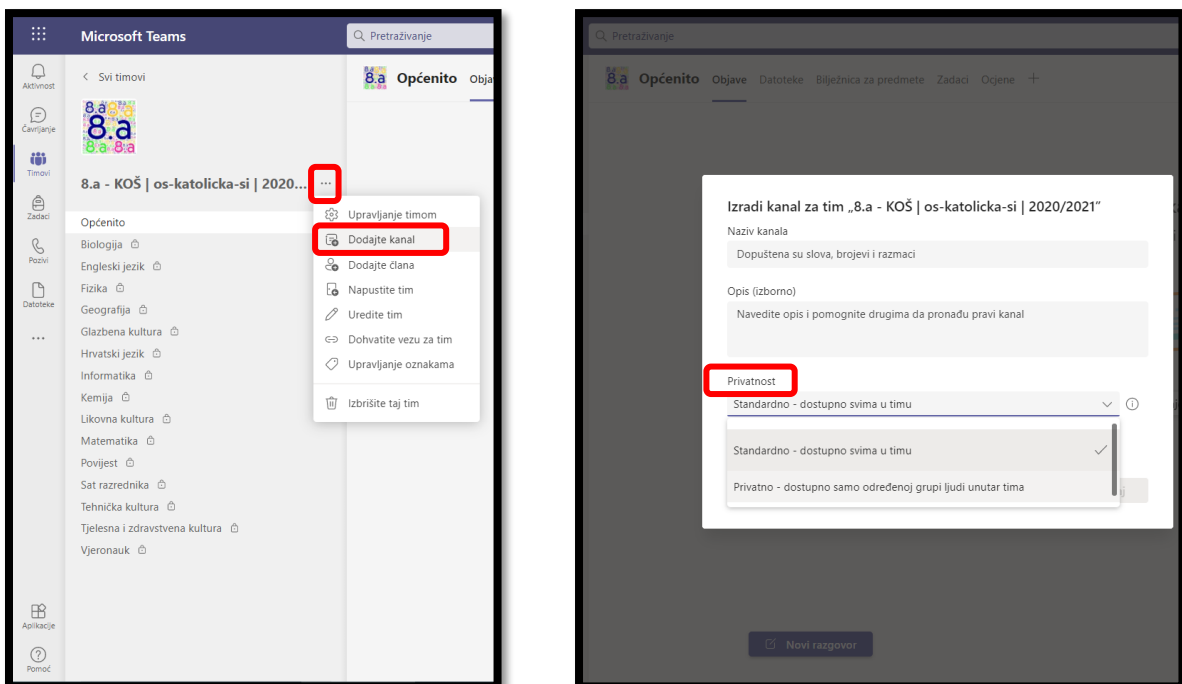 Microsoft Teams
Pretraživanje
Aktivnost
Čavrljanje
Timovi
Zadaci
Pozivi
Datoteke
Aplikacije
Pomoć
Svi timovi
8.a
8.a
8.a 8.a
8.a - KOŠ | os-katolicka-si | 2020...
Općenito
Biologija
Engleski jezik
Fizika
Geografija
Glazbena kultura
Hrvatski jezik
Informatika
Kemija
Likovna kultura
Matematika
Povijest
Sat razrednika
Tehnička kultura
Tjelesna i zdravstvena kultura
Vjeronauk
Upravljanje timom
Dodajte kanal
Dodajte člana
Napustite tim
Uredite tim
Dohvatite vezu za tim
Upravljanje oznakama
Izbrišite taj tim
8.a Općenito Obja
Pretraživanje
8.a Općenito Objave Datoteke Bilježnica za predmete Zadaci Ocjene
Izradi kanal za tim „8.a - KOŠ | os-katolicka-si | 2020/2021“
Naziv kanala
Dopuštena su slova, brojevi i razmaci
Opis (izborno)
Navedite opis i pomognite drugima da pronađu pravi kanal
Privatnost
Standardno - dostupno svima u timu
Standardno - dostupno svima u timu
Privatno - dostupno samo određenoj grupi ljudi unutar tima
Novi razgovor